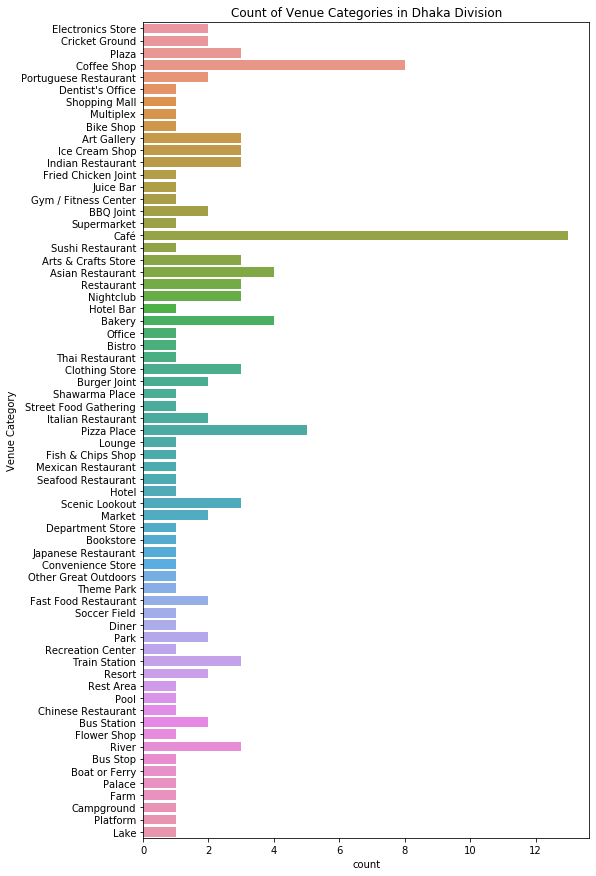 Count of Venue Categories in Dhaka Division
Electronics Store
Cricket Ground
Plaza
Coffee Shop
Portuguese Restaurant
Dentist's Office
Shopping Mall
Multiplex
Bike Shop
Art Gallery
Ice Cream Shop
Indian Restaurant
Fried Chicken Joint
Juice Bar
Gym / Fitness Center
BBQ Joint
Supermarket
Café
Sushi Restaurant
Arts & Crafts Store
Asian Restaurant
Restaurant
Nightclub
Hotel Bar
Bakery
Office
Bistro
Thai Restaurant
Clothing Store
Burger Joint
Shawarma Place
Street Food Gathering
Italian Restaurant
Pizza Place
Lounge
Fish & Chips Shop
Mexican Restaurant
Seafood Restaurant
Hotel
Scenic Lookout
Market
Department Store
Bookstore
Japanese Restaurant
Convenience Store
Other Great Outdoors
Theme Park
Fast Food Restaurant
Soccer Field
Diner
Park
Recreation Center
Train Station
Resort
Rest Area
Pool
Chinese Restaurant
Bus Station
Flower Shop
River
Bus Stop
Boat or Ferry
Palace
Farm
Campground
Platform
Lake
Venue Category
0 2 4 6 8 10 12
count